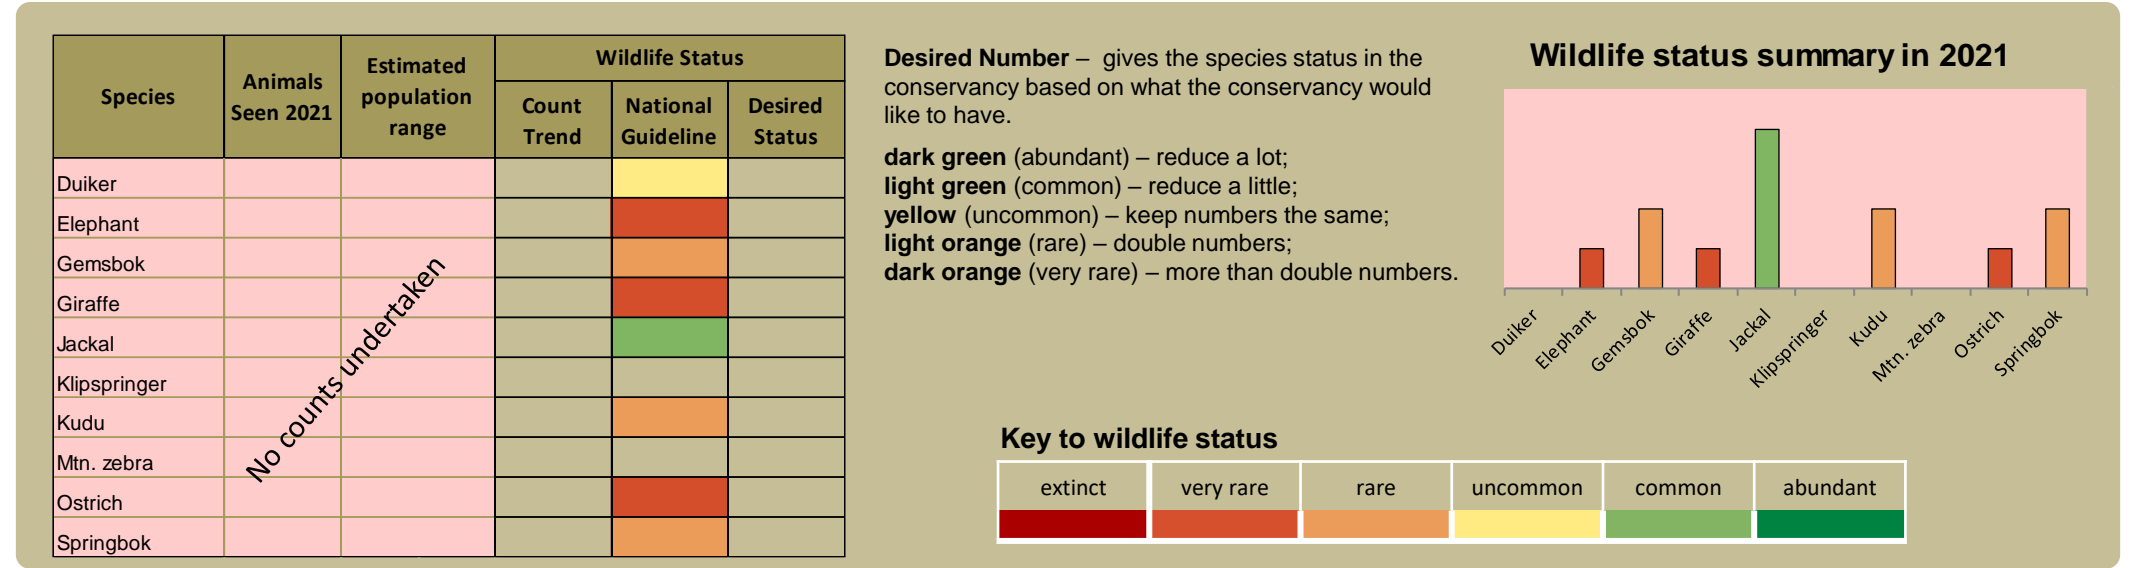 Species
Animals
Seen 2021
Estimated
population
range
Wildlife Status
Count
Trend
National
Guideline
Desired
Status
Duiker
Elephant
Gemsbok
Giraffe
Jackal
Klipspringer
Kudu
Mtn. zebra
Ostrich
Springbok
No counts undertaken
Desired Number – gives the species status in the
conservancy based on what the conservancy would
like to have.
dark green (abundant) – reduce a lot;
light green (common) – reduce a little;
yellow (uncommon) – keep numbers the same;
light orange (rare) – double numbers;
dark orange (very rare) – more than double numbers.
Wildlife status summary in 2021
Duiker
Elephant
Gemsbok
Giraffe
Jackal
Klipspringer
Kudu
Mtn. zebra
Ostrich
Springbok
Key to wildlife status
extinct very rare rare uncommon common abundant